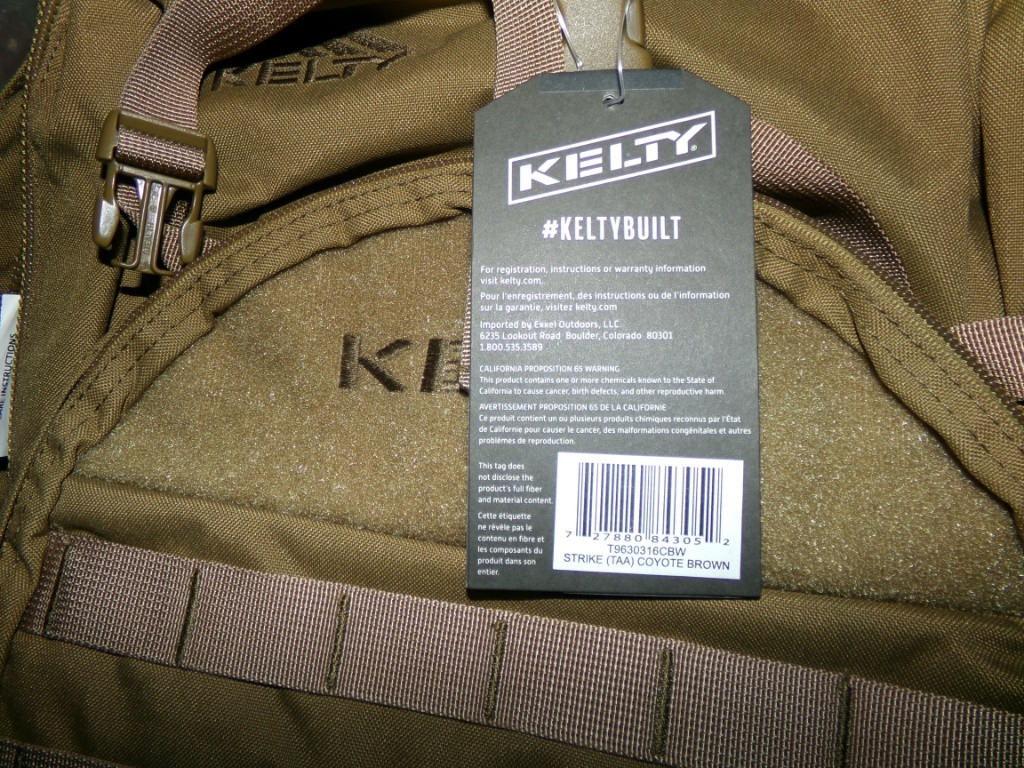 KELTY
KELTY
#KELTYBUILT
For registration, instructions or warranty information
visit kelty.com.
Pour l'enregistrement, des instructions ou de l'information
sur la garantie, visitez kelty.com
Imported by Exxel Outdoors, LLC.
6235 Lookout Road Boulder, Colorado 80301
1.800.535.3589
CALIFORNIA PROPOSITION 65 WARNING
This product contains one or more chemicals known to the State of
California to cause cancer, birth defects, and other reproductive harm.
AVERTISSEMENT PROPOSITION 65 DE LA CALIFORNIE
Ce produit contient un ou plusieurs produits chimiques reconnus par l'État
de Californie pour causer le cancer, des malformations congénitales et autres
problèmes de reproduction.
This tag does
not disclose the
product's full fiber
and material content.
Cette étiquette
ne révèle pas le
contenu en fibre et
les composants du
produit dans son
entier.
7 27880 84305 2
T9630316CBW
STRIKE (TAA) COYOTE BROWN
KE
INSTRUCTIONS